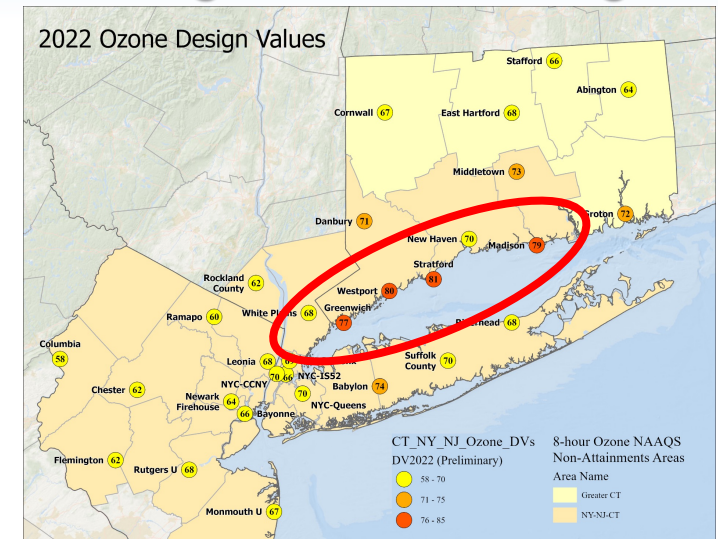 2022 Ozone Design Values
Stafford 66
Abington 64
Cornwall 67
East Hartford 68
Middletown 73
Danbury 71
Groton 72
New Haven 70
Madison 79
Stratford
81
Westport 80
Rockland
County 62
Greenwich
77
White Plains 68
Ramapo 60
Riverhead 68
Columbia
58
Leonia 68
Suffolk
County 70
70 66 NYC-IS52
NYC-CCNY
Babylon 74
Chester 62
Newark
Firehouse 64
70
NYC-Queens
66 Bayonne
Flemington 62
Rutgers U 68
Monmouth U 67
CT_NY_NJ_Ozone_DVs
DV2022 (Preliminary)
58 - 70
71 - 75
76 - 85
8-hour Ozone NAAQS
Non-Attainments Areas
Area Name
Greater CT
NY-NJ-CT